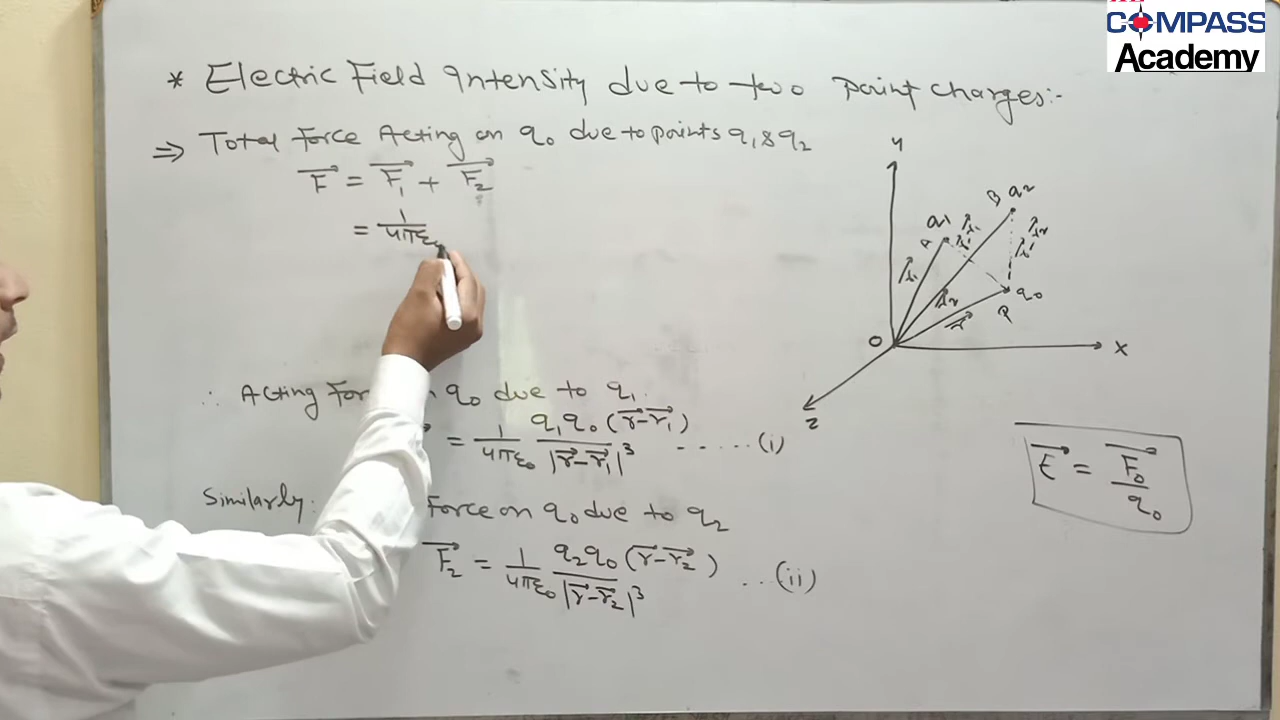 COMPASS
Academy
* Electric Field Intensity due to two point charges:-
⇒ Total Force Acting on q₀ due to points q₁ & q₂
F⃗ = F⃗₁ + F⃗₂
= 1/4πε₀
∴ Acting For n q₀ due to q₁.
= 1/4πε₀ q₁q₀(r⃗-r⃗₁)/|r⃗-r⃗₁|³ ......(i)
Similarly: Force on q₀ due to q₂
F⃗₂ = 1/4πε₀ q₂q₀(r⃗-r⃗₂)/|r⃗-r⃗₂|³ ...(ii)
Y
B q₂
A q₁
r⃗-r⃗₁
r⃗-r⃗₂
r⃗₁
r⃗₂
r⃗
q₀
P
O
X
Z
E⃗ = F⃗₀/q₀